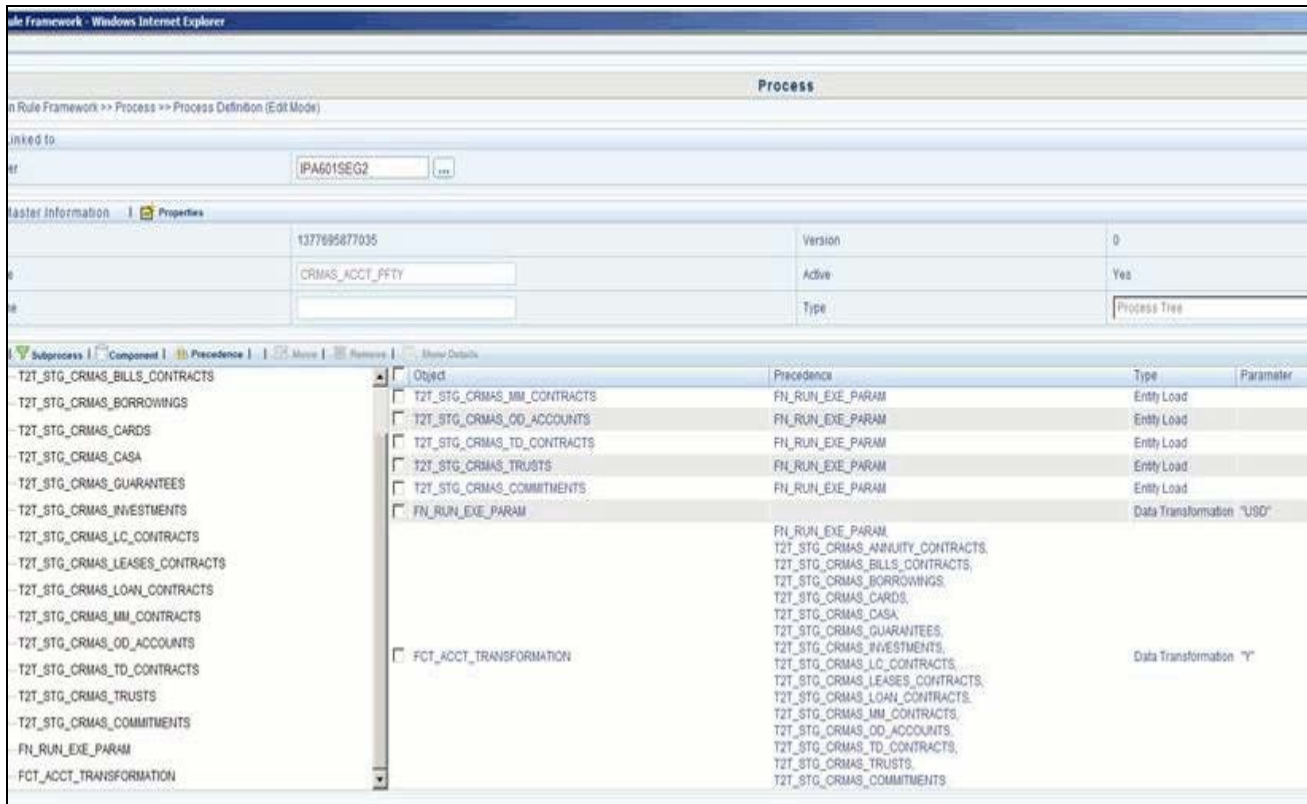 ule Framework - Windows Internet Explorer
Process
n Rule Framework >> Process >> Process Definition (Edit Mode)
inked to
er IPA601SEG2 ...
laster Information | Properties
1377695877035 Version 0
e CRMAS_ACCT_PFTY Active Yes
ne Type Process Tree
| Subprocess | Component | Precedence | | Move | Remove | Show Details
T2T_STG_CRMAS_BILLS_CONTRACTS
T2T_STG_CRMAS_BORROWINGS
T2T_STG_CRMAS_CARDS
T2T_STG_CRMAS_CASA
T2T_STG_CRMAS_GUARANTEES
T2T_STG_CRMAS_INVESTMENTS
T2T_STG_CRMAS_LC_CONTRACTS
T2T_STG_CRMAS_LEASES_CONTRACTS
T2T_STG_CRMAS_LOAN_CONTRACTS
T2T_STG_CRMAS_MM_CONTRACTS
T2T_STG_CRMAS_OD_ACCOUNTS
T2T_STG_CRMAS_TD_CONTRACTS
T2T_STG_CRMAS_TRUSTS
T2T_STG_CRMAS_COMMITMENTS
FN_RUN_EXE_PARAM
FCT_ACCT_TRANSFORMATION
Object Precedence Type Parameter
T2T_STG_CRMAS_MM_CONTRACTS FN_RUN_EXE_PARAM Entity Load
T2T_STG_CRMAS_OD_ACCOUNTS FN_RUN_EXE_PARAM Entity Load
T2T_STG_CRMAS_TD_CONTRACTS FN_RUN_EXE_PARAM Entity Load
T2T_STG_CRMAS_TRUSTS FN_RUN_EXE_PARAM Entity Load
T2T_STG_CRMAS_COMMITMENTS FN_RUN_EXE_PARAM Entity Load
FN_RUN_EXE_PARAM Data Transformation "USD"
FCT_ACCT_TRANSFORMATION Data Transformation "Y"
FN_RUN_EXE_PARAM,
T2T_STG_CRMAS_ANNUITY_CONTRACTS,
T2T_STG_CRMAS_BILLS_CONTRACTS,
T2T_STG_CRMAS_BORROWINGS,
T2T_STG_CRMAS_CARDS,
T2T_STG_CRMAS_CASA,
T2T_STG_CRMAS_GUARANTEES,
T2T_STG_CRMAS_INVESTMENTS,
T2T_STG_CRMAS_LC_CONTRACTS,
T2T_STG_CRMAS_LEASES_CONTRACTS,
T2T_STG_CRMAS_LOAN_CONTRACTS,
T2T_STG_CRMAS_MM_CONTRACTS,
T2T_STG_CRMAS_OD_ACCOUNTS,
T2T_STG_CRMAS_TD_CONTRACTS,
T2T_STG_CRMAS_TRUSTS,
T2T_STG_CRMAS_COMMITMENTS